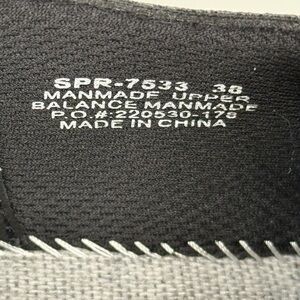 SPR-7533 38
MANMADE UPPER
BALANCE MANMADE
P.O.#:220530-178
MADE IN CHINA